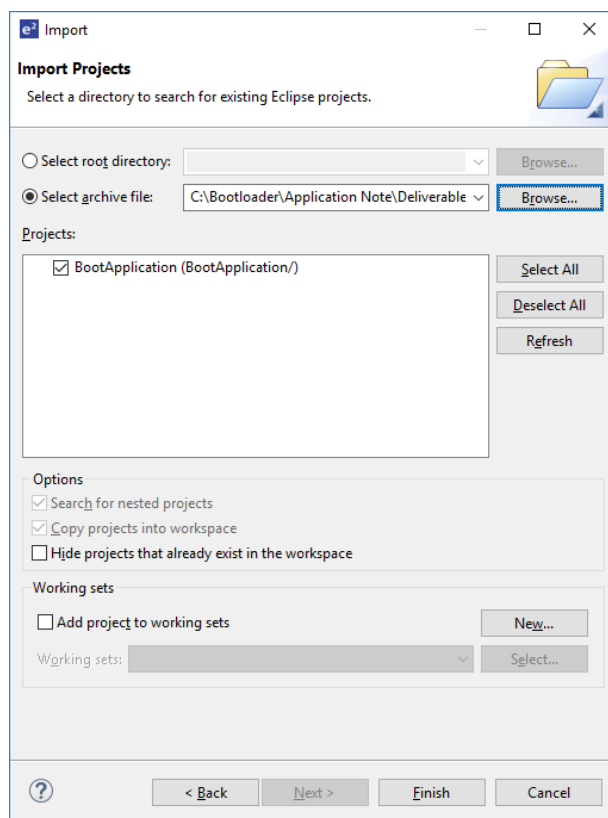 e² Import
Import Projects
Select a directory to search for existing Eclipse projects.
Select root directory: Browse...
Select archive file: C:\Bootloader\Application Note\Deliverable Browse...
Projects:
BootApplication (BootApplication/)
Select All
Deselect All
Refresh
Options
Search for nested projects
Copy projects into workspace
Hide projects that already exist in the workspace
Working sets
Add project to working sets New...
Working sets: Select...
? < Back Next > Finish Cancel